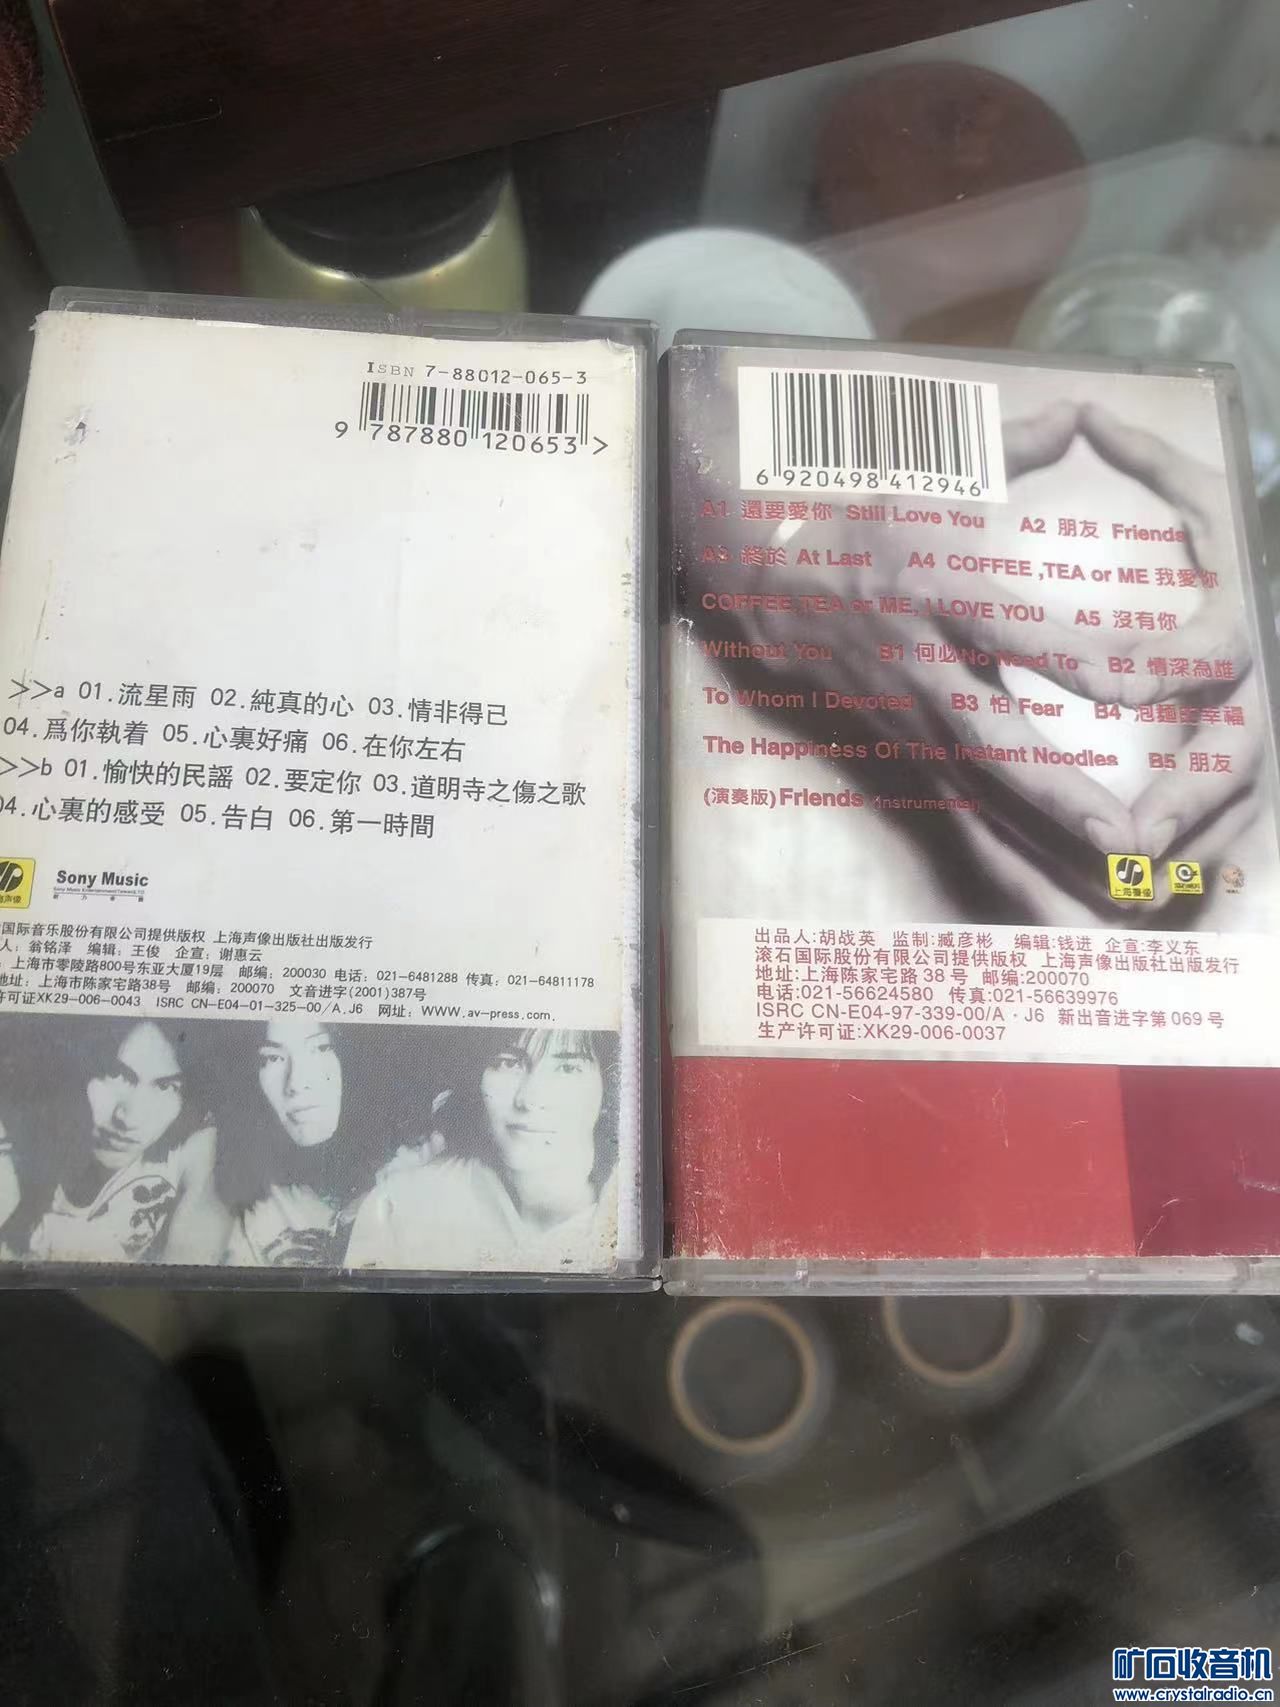 ISBN 7-88012-065-3
9 787880 120653 >
>>a 01.流星雨 02.純真的心 03.情非得已
04.爲你執着 05.心裏好痛 06.在你左右
>>b 01.愉快的民謡 02.要定你 03.道明寺之傷之歌
04.心裏的感受 05.告白 06.第一時間
Sony Music
Sony Music Entertainment(Taiwan)LTD
国际音乐股份有限公司提供版权 上海声像出版社出版发行
人：翁铭泽 编辑：王俊 企宣：谢惠云
：上海市零陵路800号东亚大厦19层 邮编：200030 电话：021-6481288 传真：021-64811178
地址：上海市陈家宅路38号 邮编：200070 文音进字(2001)387号
许可证XK29-006-0043 ISRC CN-E04-01-325-00/A.J6 网址：WWW.av-press.com.
6 920498 412946
A1 還要愛你 Still Love You A2 朋友 Friends
A3 終於 At Last A4 COFFEE ,TEA or ME 我愛你
COFFEE,TEA or ME, I LOVE YOU A5 沒有你
Without You B1 何必 No Need To B2 情深為誰
To Whom I Devoted B3 怕 Fear B4 泡麵的幸福
The Happiness Of The Instant Noodles B5 朋友
(演奏版) Friends (Instrumental)
上海聲像
出品人:胡战英 监制:臧彦彬 编辑:钱进 企宣:李义东
滚石国际股份有限公司提供版权 上海声像出版社出版发行
地址:上海陈家宅路38号 邮编:200070
电话:021-56624580 传真:021-56639976
ISRC CN-E04-97-339-00/A·J6 新出音进字第069号
生产许可证:XK29-006-0037
矿石收音机
www.crystalradio.cn